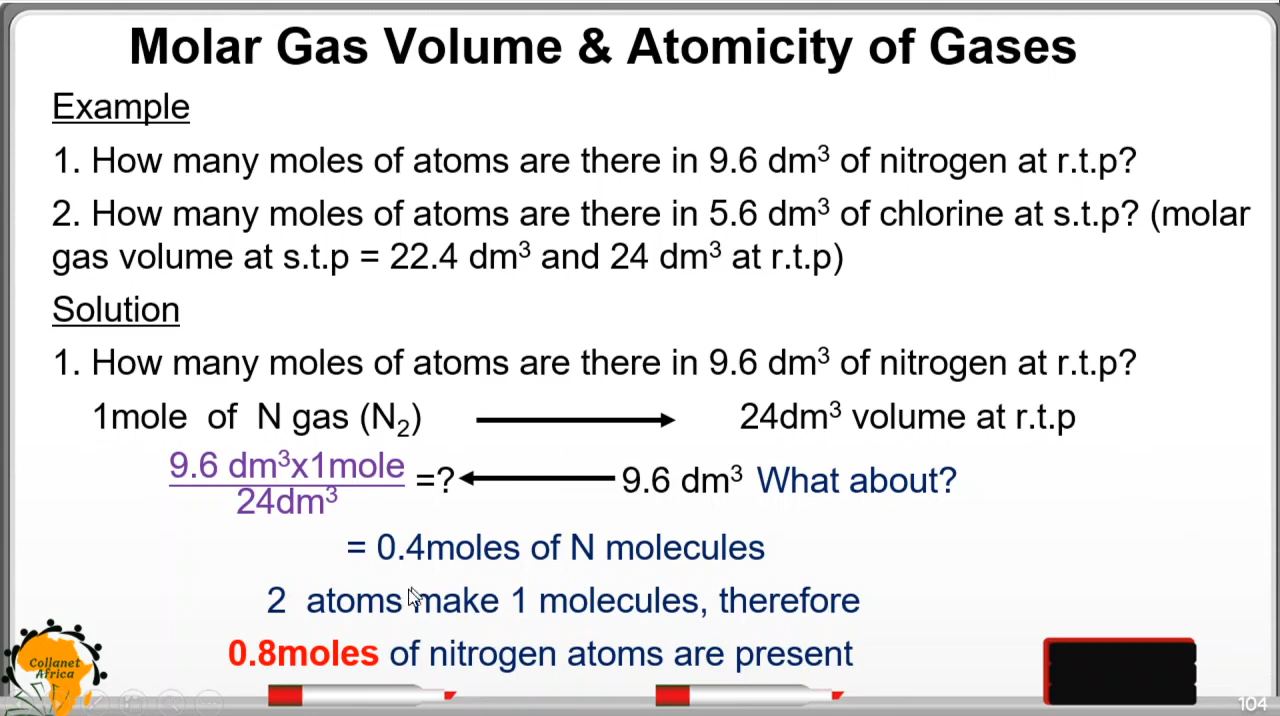 Molar Gas Volume & Atomicity of Gases
Example
1. How many moles of atoms are there in 9.6 dm³ of nitrogen at r.t.p?
2. How many moles of atoms are there in 5.6 dm³ of chlorine at s.t.p? (molar
gas volume at s.t.p = 22.4 dm³ and 24 dm³ at r.t.p)
Solution
1. How many moles of atoms are there in 9.6 dm³ of nitrogen at r.t.p?
1mole of N gas (N₂) 24dm³ volume at r.t.p
9.6 dm³x1mole
24dm³
=? 9.6 dm³ What about?
= 0.4moles of N molecules
2 atoms make 1 molecules, therefore
0.8moles of nitrogen atoms are present
Collanet
Africa
104